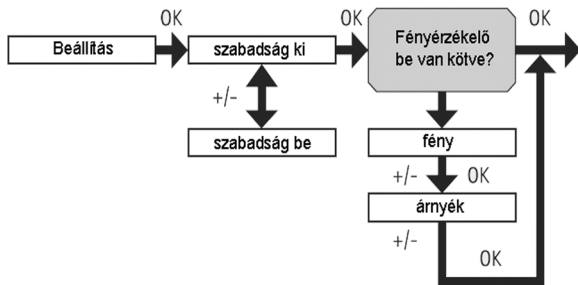 OK
OK
OK
Beállítás
szabadság ki
Fényérzékelő
be van kötve?
+/-
szabadság be
fény
+/-
OK
árnyék
+/-
OK